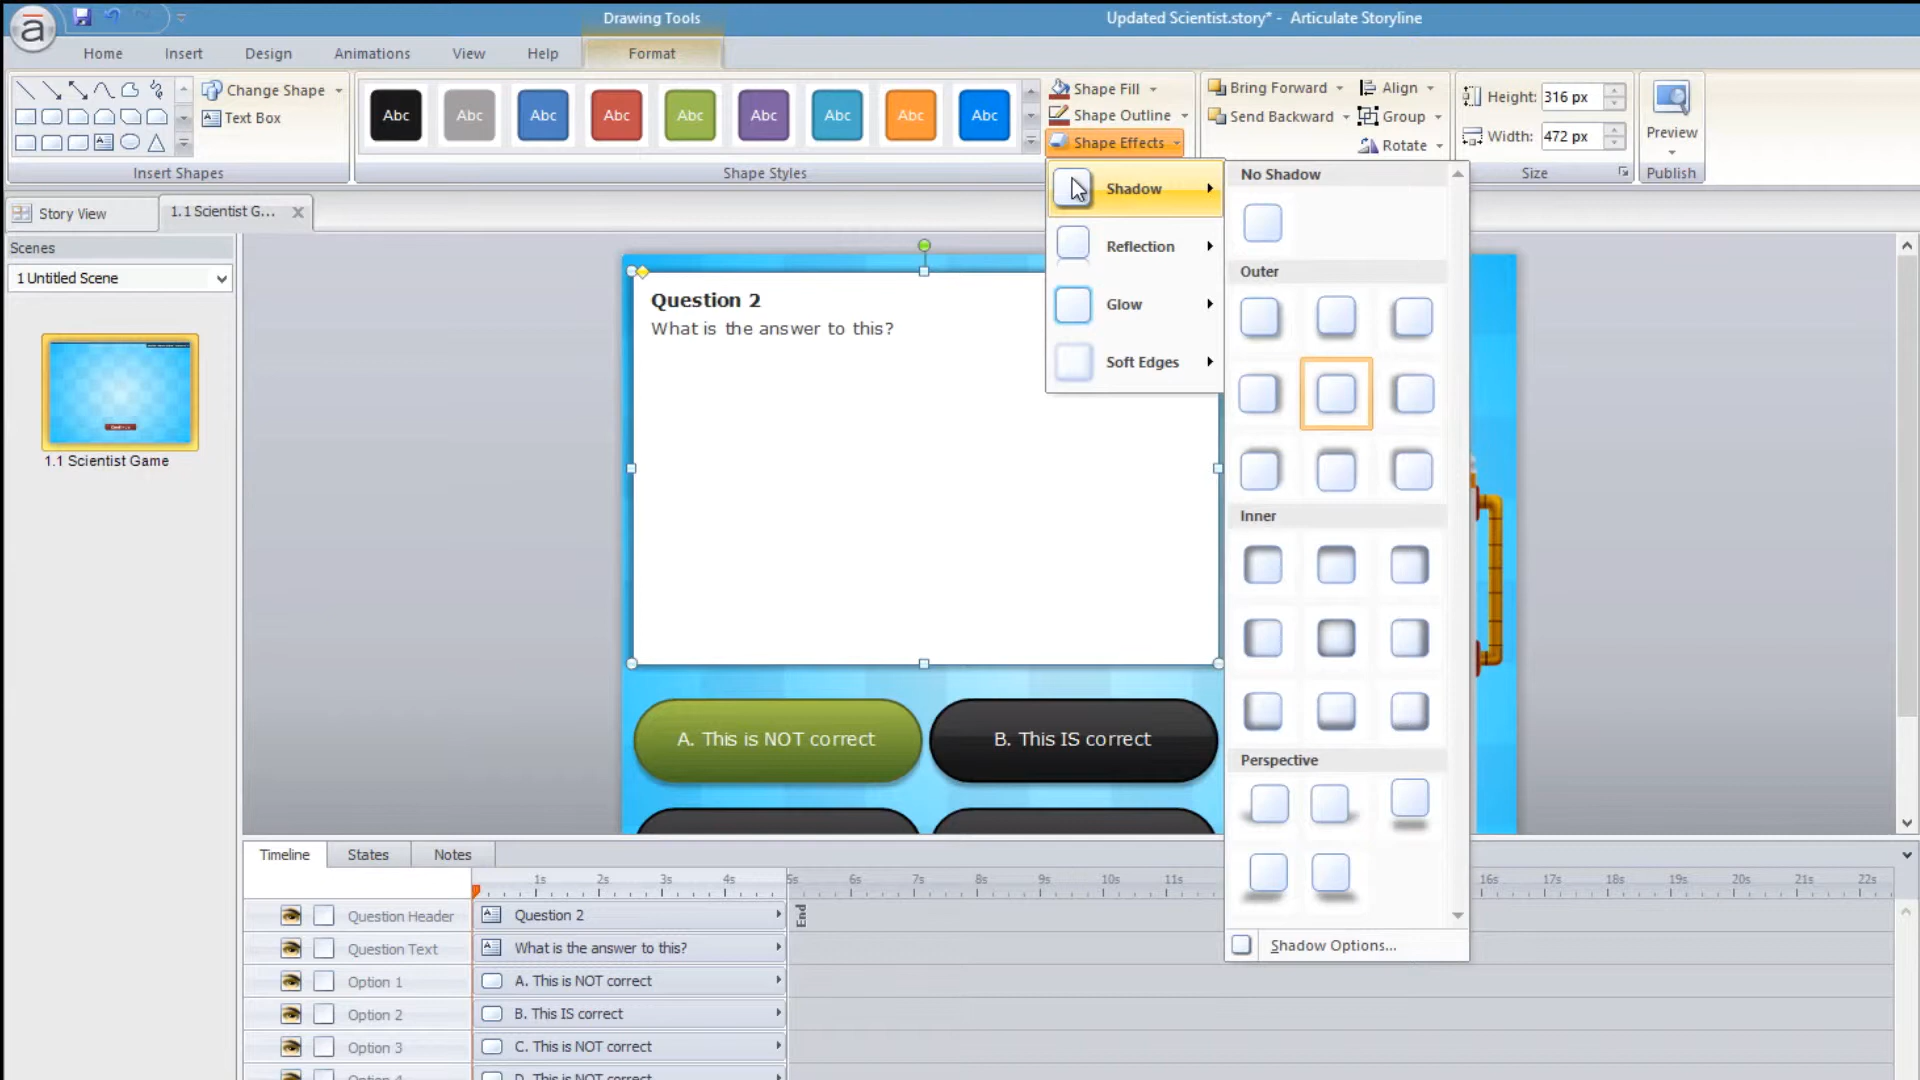 Drawing Tools
Updated Scientist.story* - Articulate Storyline
Home
Insert
Design
Animations
View
Help
Format
Change Shape
Text Box
Insert Shapes
Abc
Abc
Abc
Abc
Abc
Abc
Abc
Abc
Abc
Shape Styles
Shape Fill
Shape Outline
Shape Effects
Bring Forward
Send Backward
Align
Group
Rotate
Height: 316 px
Width: 472 px
Size
Preview
Publish
Story View
1.1 Scientist G...
Scenes
1 Untitled Scene
1.1 Scientist Game
Shadow
Reflection
Glow
Soft Edges
No Shadow
Outer
Inner
Perspective
Shadow Options...
Question 2
What is the answer to this?
A. This is NOT correct
B. This IS correct
Timeline
States
Notes
1s 2s 3s 4s 5s 6s 7s 8s 9s 10s 11s 16s 17s 18s 19s 20s 21s 22s
Question Header
Question 2
End
Question Text
What is the answer to this?
Option 1
A. This is NOT correct
Option 2
B. This IS correct
Option 3
C. This is NOT correct
Option 4
D. This is NOT correct